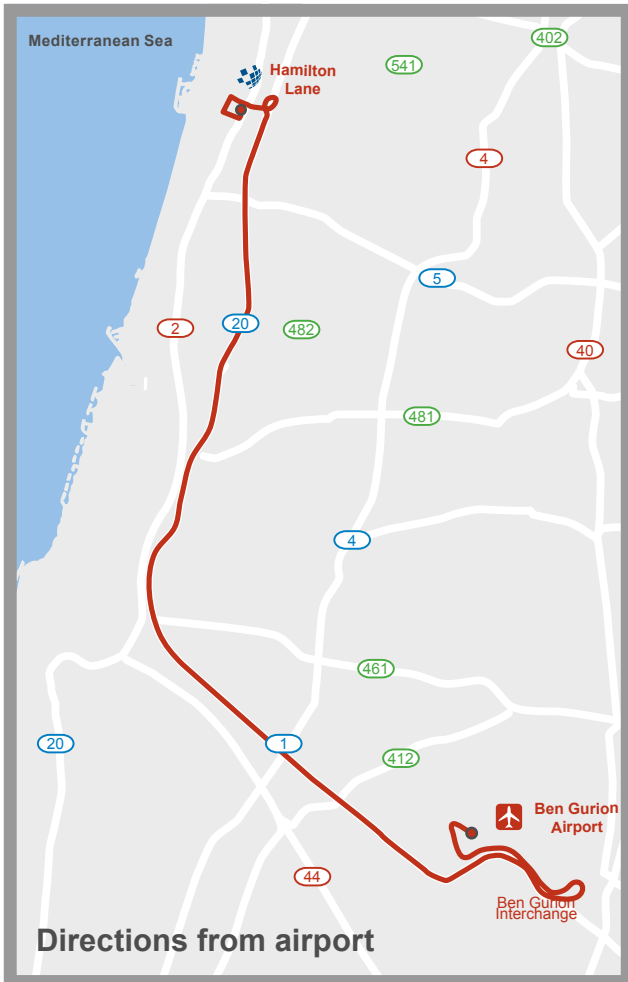 Mediterranean Sea
402
541
Hamilton
Lane
4
5
2
20
482
40
481
4
461
20
1
412
Ben Gurion
Airport
44
Ben Gurion
Interchange
Directions from airport